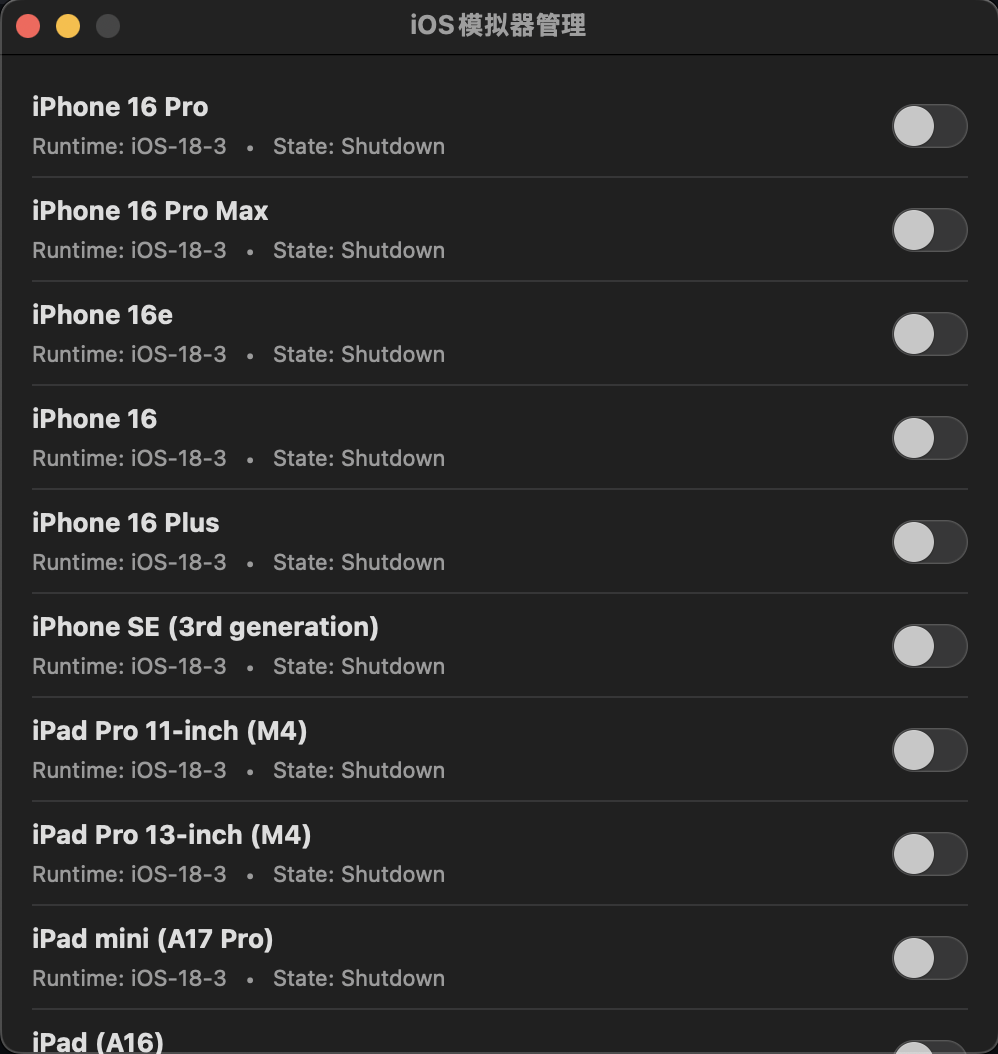 iOS模拟器管理
iPhone 16 Pro
Runtime: iOS-18-3 • State: Shutdown
iPhone 16 Pro Max
Runtime: iOS-18-3 • State: Shutdown
iPhone 16e
Runtime: iOS-18-3 • State: Shutdown
iPhone 16
Runtime: iOS-18-3 • State: Shutdown
iPhone 16 Plus
Runtime: iOS-18-3 • State: Shutdown
iPhone SE (3rd generation)
Runtime: iOS-18-3 • State: Shutdown
iPad Pro 11-inch (M4)
Runtime: iOS-18-3 • State: Shutdown
iPad Pro 13-inch (M4)
Runtime: iOS-18-3 • State: Shutdown
iPad mini (A17 Pro)
Runtime: iOS-18-3 • State: Shutdown
iPad (A16)